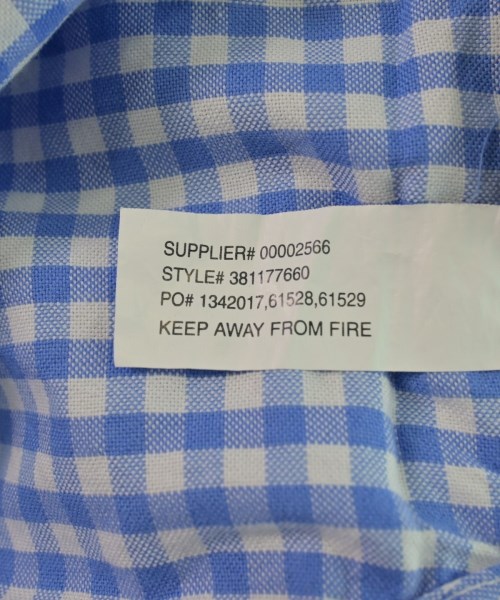 SUPPLIER# 00002566
STYLE# 381177660
PO# 1342017,61528,61529
KEEP AWAY FROM FIRE